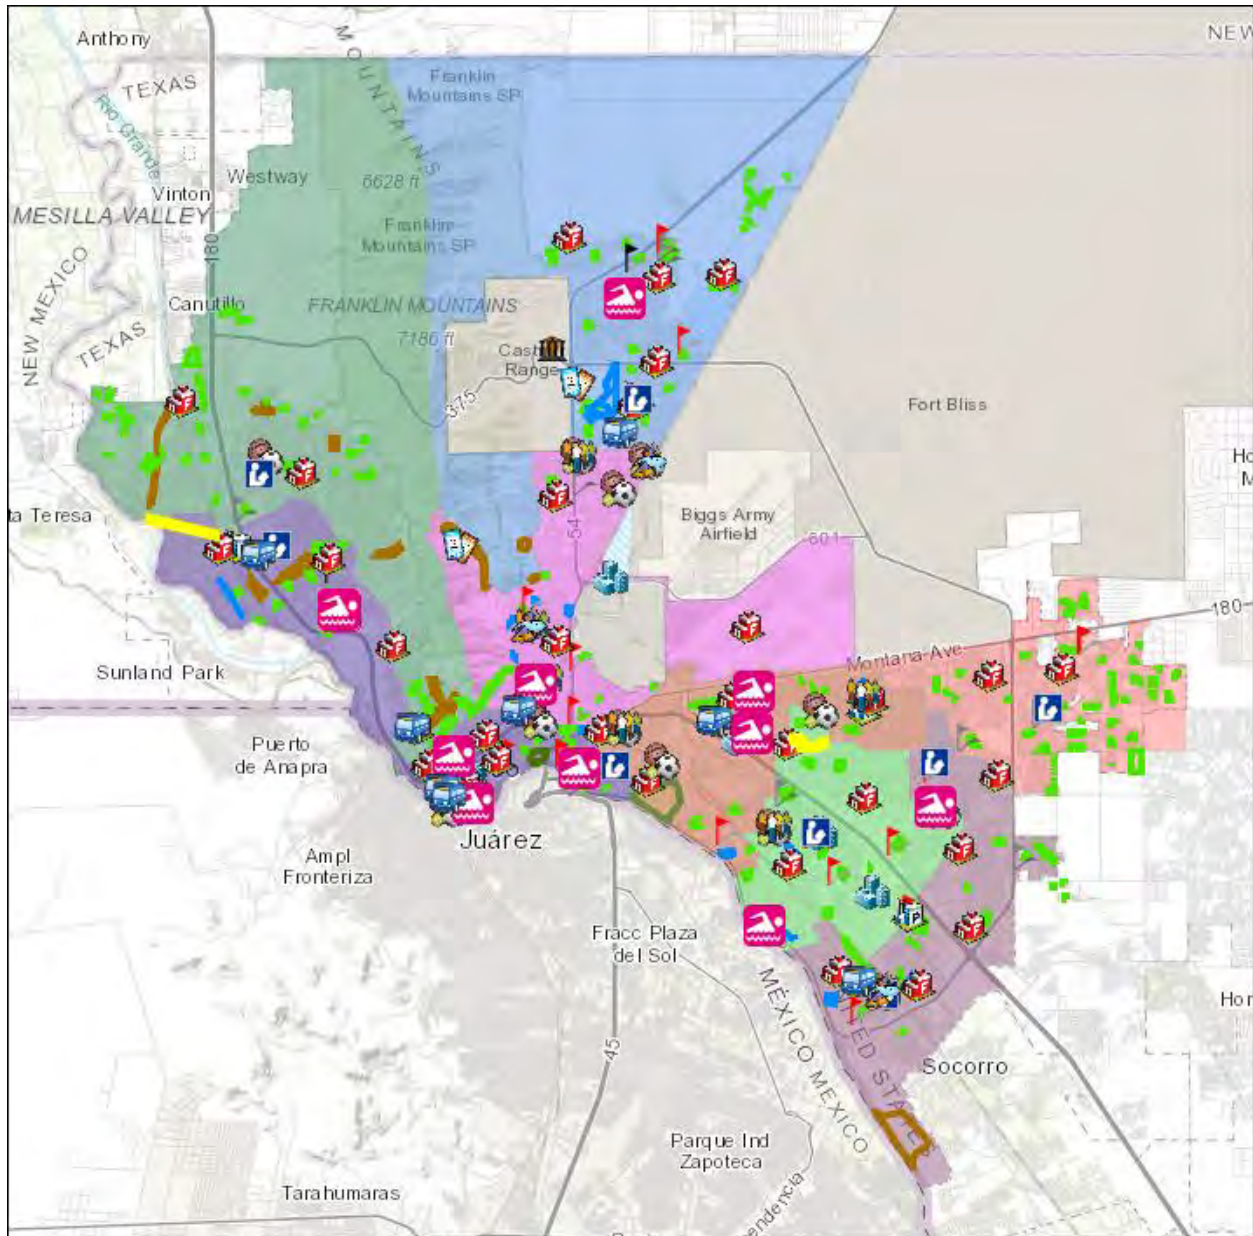 Anthony
NEW
MOUNTAINS
TEXAS
Franklin
Mountains SP
Rio Grande
Westway
6628 ft
Vinton
MESILLA VALLEY
Franklin
Mountains SP
180
NEW MEXICO
Canutillo
FRANKLIN MOUNTAINS
TEXAS
7186 ft
Range
375
Fort Bliss
Ho
M
ta Teresa
Biggs Army
Airfield
54
601
180
Montana Ave
Sunland Park
Puerto
de Anapra
Juárez
Ampl
Fronteriza
Fracc Plaza
del Sol
MÉXICO MEXICO
Hor
45
Socorro
Parque Ind
Zapoteca
Tarahumaras
endencia